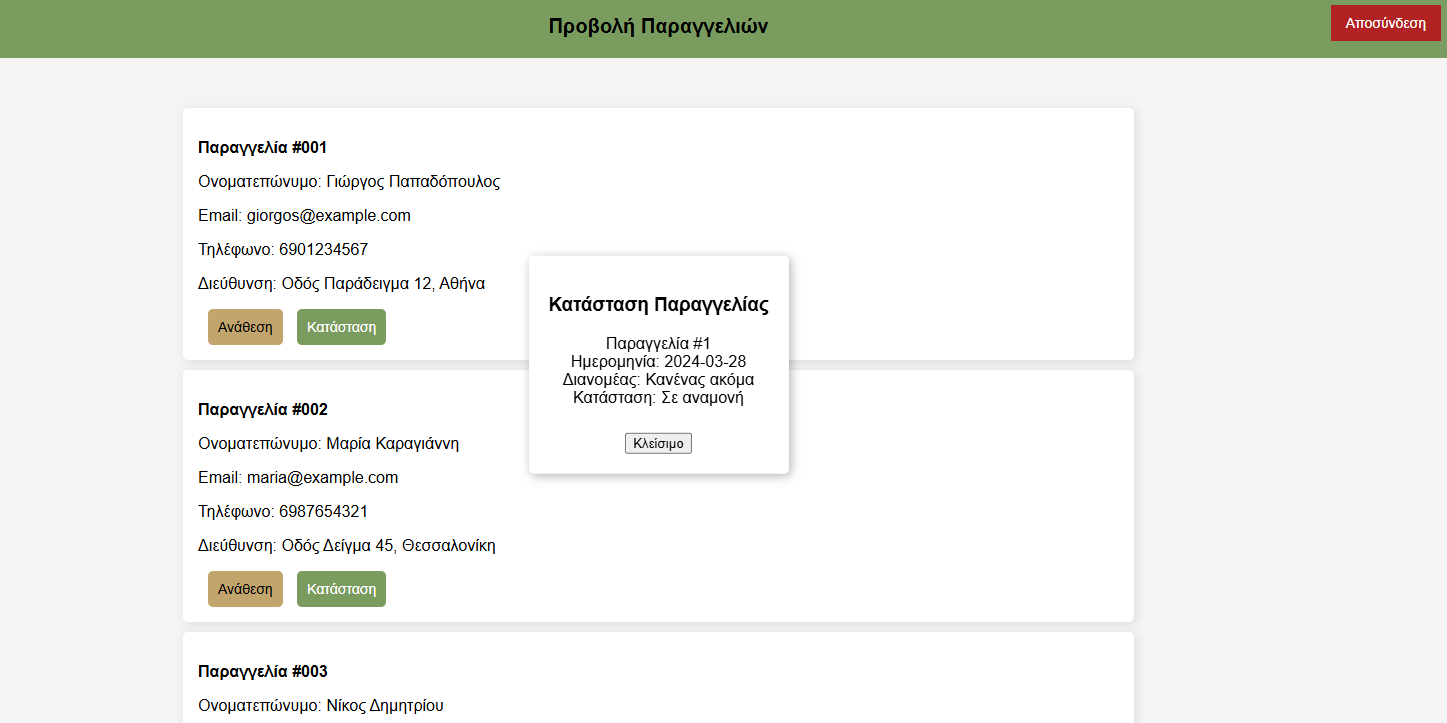 Προβολή Παραγγελιών
Αποσύνδεση
Παραγγελία #001
Ονοματεπώνυμο: Γιώργος Παπαδόπουλος
Email: giorgos@example.com
Τηλέφωνο: 6901234567
Διεύθυνση: Οδός Παράδειγμα 12, Αθήνα
Ανάθεση
Κατάσταση
Κατάσταση Παραγγελίας
Παραγγελία #1
Ημερομηνία: 2024-03-28
Διανομέας: Κανένας ακόμα
Κατάσταση: Σε αναμονή
Κλείσιμο
Παραγγελία #002
Ονοματεπώνυμο: Μαρία Καραγιάννη
Email: maria@example.com
Τηλέφωνο: 6987654321
Διεύθυνση: Οδός Δείγμα 45, Θεσσαλονίκη
Ανάθεση
Κατάσταση
Παραγγελία #003
Ονοματεπώνυμο: Νίκος Δημητρίου